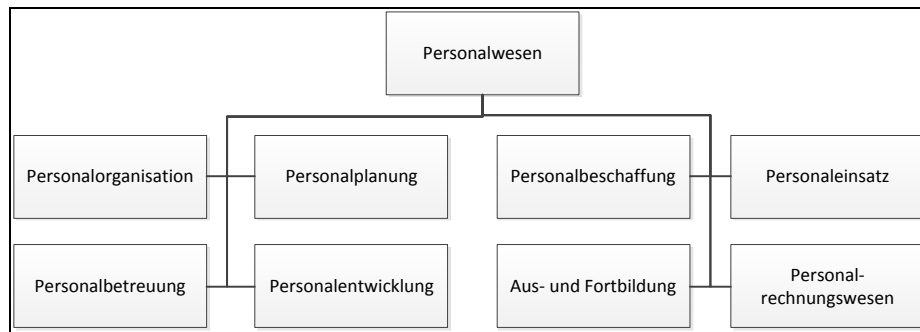 Personalwesen
Personalorganisation
Personalplanung
Personalbeschaffung
Personaleinsatz
Personalbetreuung
Personalentwicklung
Aus- und Fortbildung
Personal-
rechnungswesen